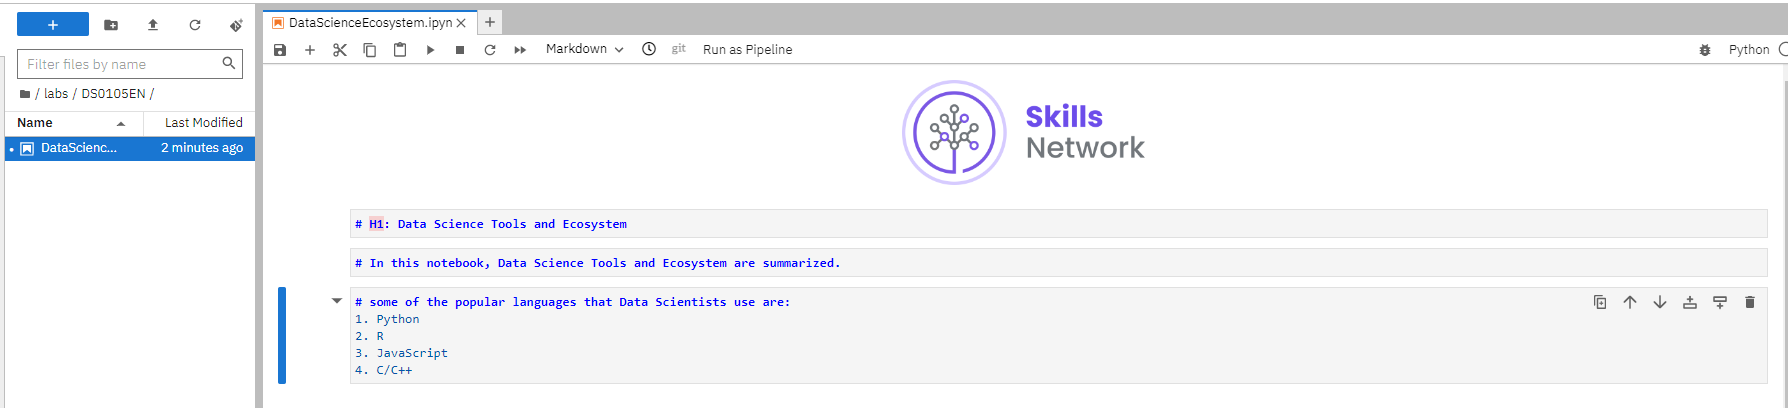 DataScienceEcosystem.ipyn
Markdown
git
Run as Pipeline
Python
Filter files by name
/ labs / DS0105EN /
Name
Last Modified
DataScienc...
2 minutes ago
Skills
Network
# H1: Data Science Tools and Ecosystem
# In this notebook, Data Science Tools and Ecosystem are summarized.
# some of the popular languages that Data Scientists use are:
1. Python
2. R
3. JavaScript
4. C/C++